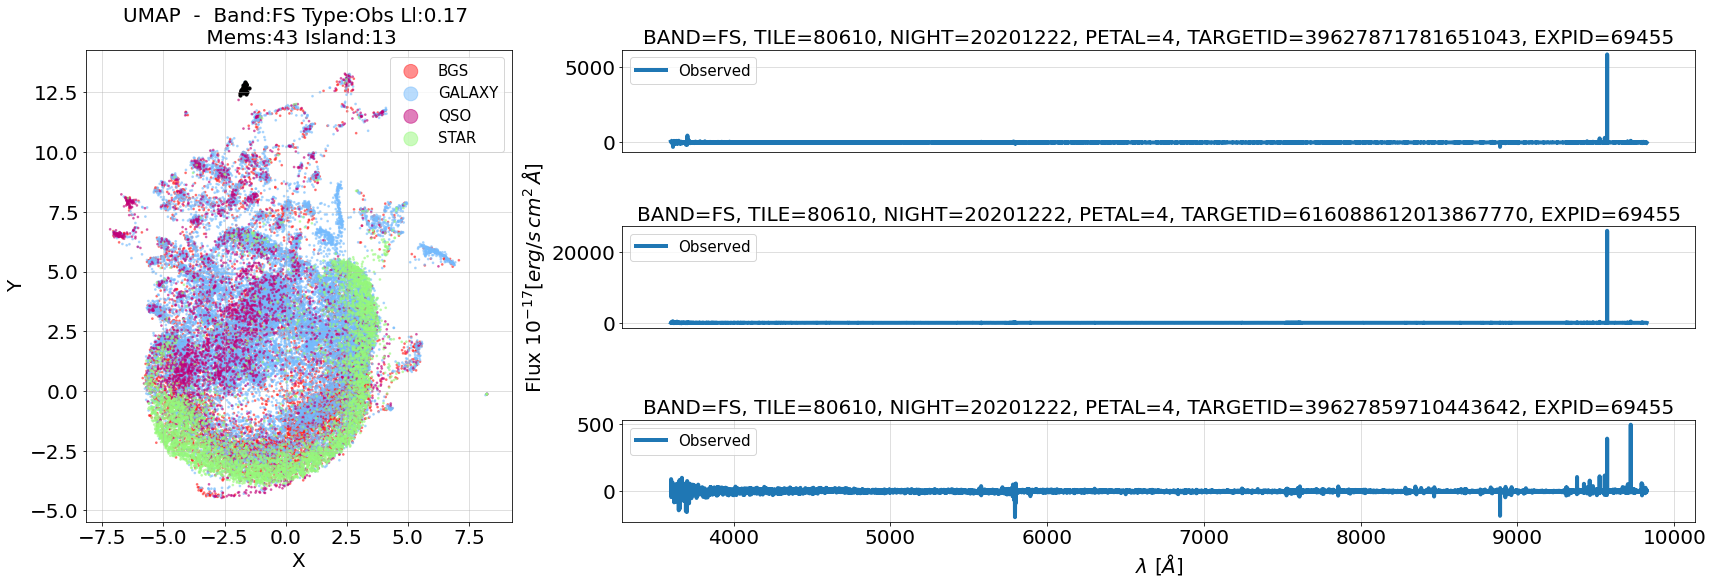 UMAP  -  Band:FS Type:Obs Ll:0.17
Mems:43 Island:13
BGS
GALAXY
QSO
STAR
12.5
10.0
7.5
5.0
2.5
0.0
−2.5
−5.0
Y
−7.5
−5.0
−2.5
0.0
2.5
5.0
7.5
X
Flux 10⁻¹⁷[erg/s cm² Å]
BAND=FS, TILE=80610, NIGHT=20201222, PETAL=4, TARGETID=39627871781651043, EXPID=69455
Observed
5000
0
BAND=FS, TILE=80610, NIGHT=20201222, PETAL=4, TARGETID=616088612013867770, EXPID=69455
Observed
20000
0
BAND=FS, TILE=80610, NIGHT=20201222, PETAL=4, TARGETID=39627859710443642, EXPID=69455
Observed
500
0
4000
5000
6000
7000
8000
9000
10000
λ [Å]